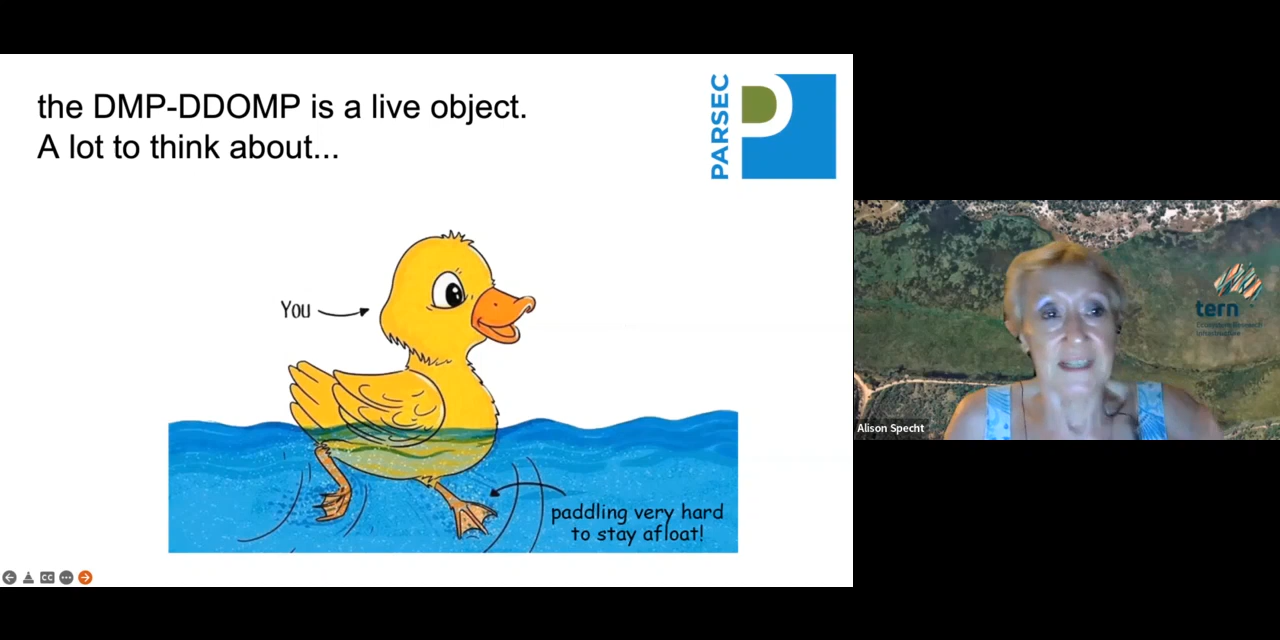 the DMP-DDOMP is a live object.
A lot to think about...
PARSEC
You
paddling very hard
to stay afloat!
tern
Alison Specht
CC